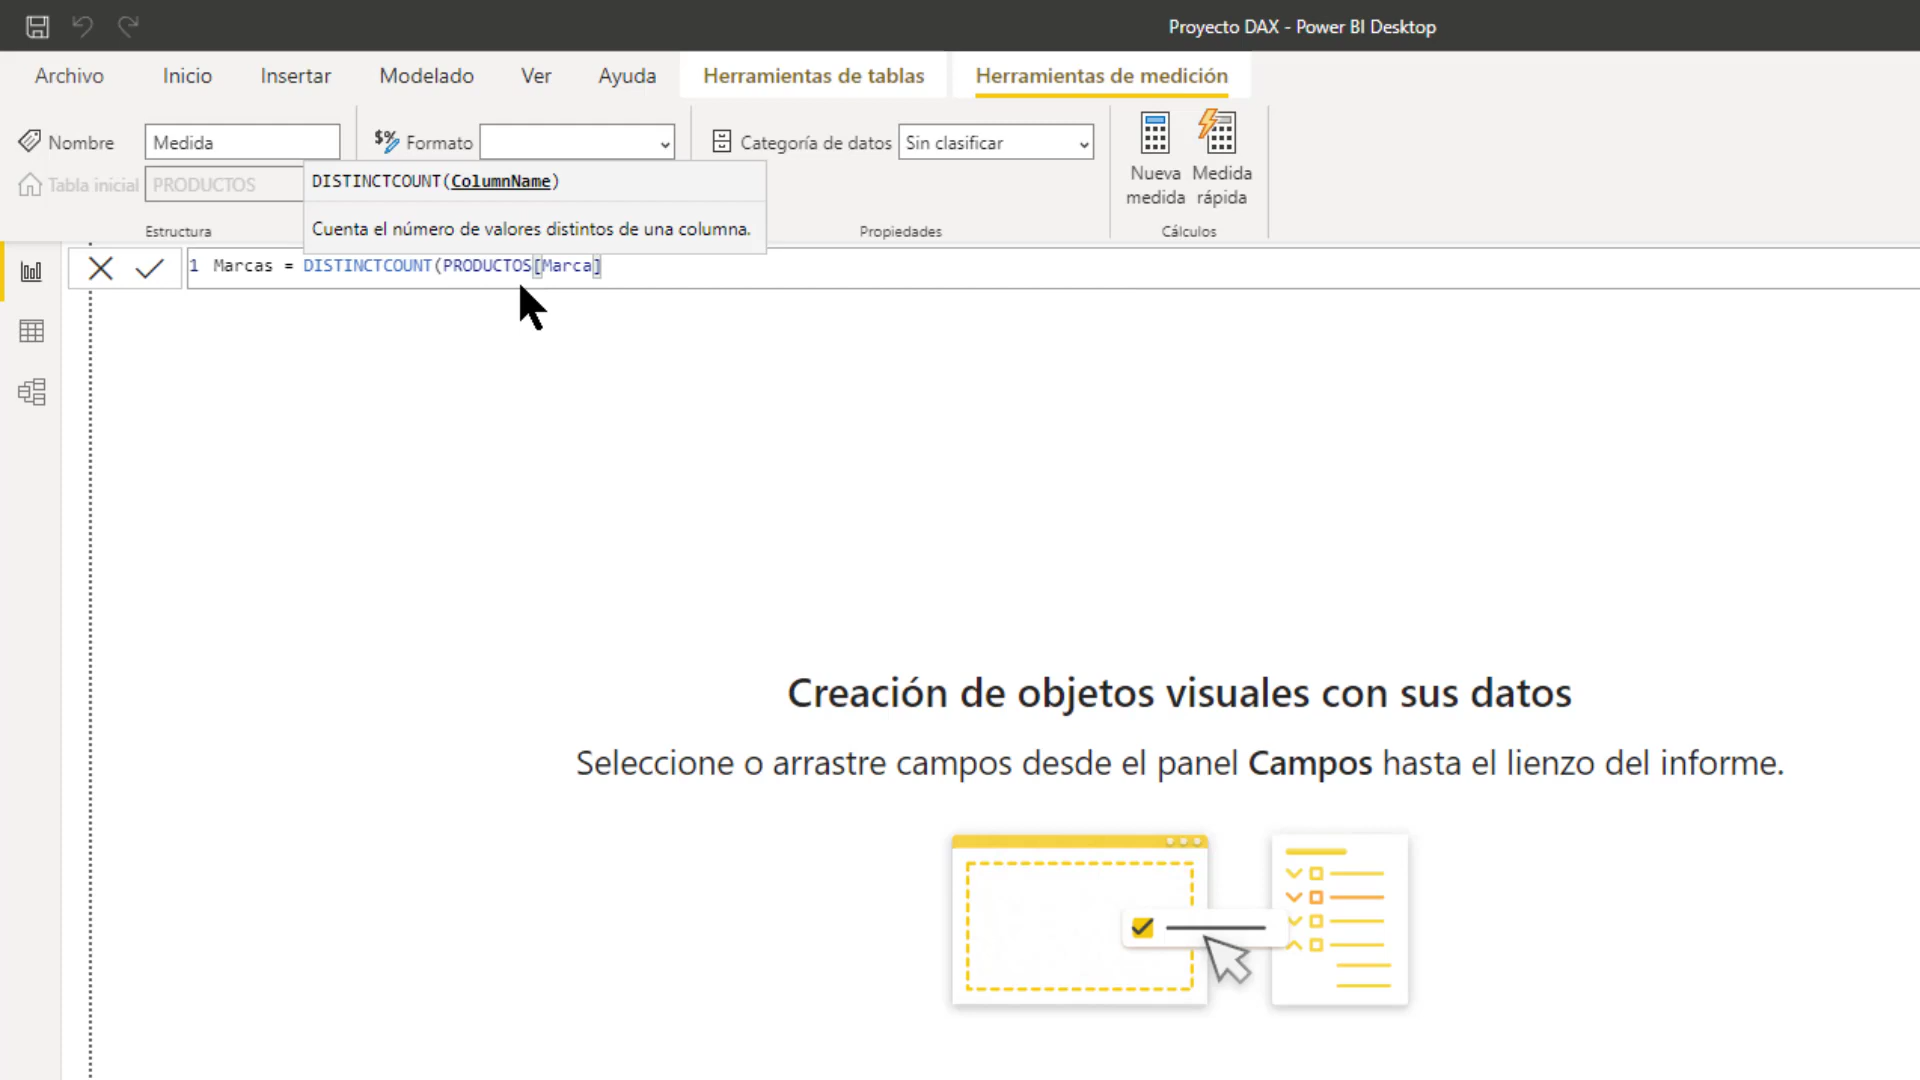 Proyecto DAX - Power BI Desktop
Archivo Inicio Insertar Modelado Ver Ayuda Herramientas de tablas Herramientas de medición
Nombre Medida $% Formato Categoría de datos Sin clasificar
Tabla inicial PRODUCTOS
Nueva medida
Medida rápida
DISTINCTCOUNT(ColumnName)
Cuenta el número de valores distintos de una columna.
Estructura Propiedades Cálculos
1 Marcas = DISTINCTCOUNT(PRODUCTOS[Marca]
Creación de objetos visuales con sus datos
Seleccione o arrastre campos desde el panel Campos hasta el lienzo del informe.